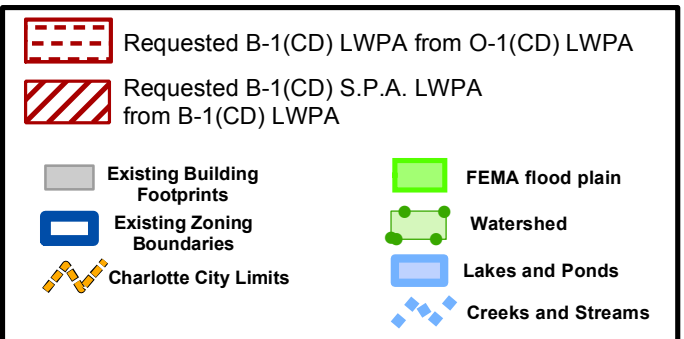 Requested B-1(CD) LWPA from O-1(CD) LWPA
Requested B-1(CD) S.P.A. LWPA
from B-1(CD) LWPA
Existing Building
Footprints
Existing Zoning
Boundaries
Charlotte City Limits
FEMA flood plain
Watershed
Lakes and Ponds
Creeks and Streams